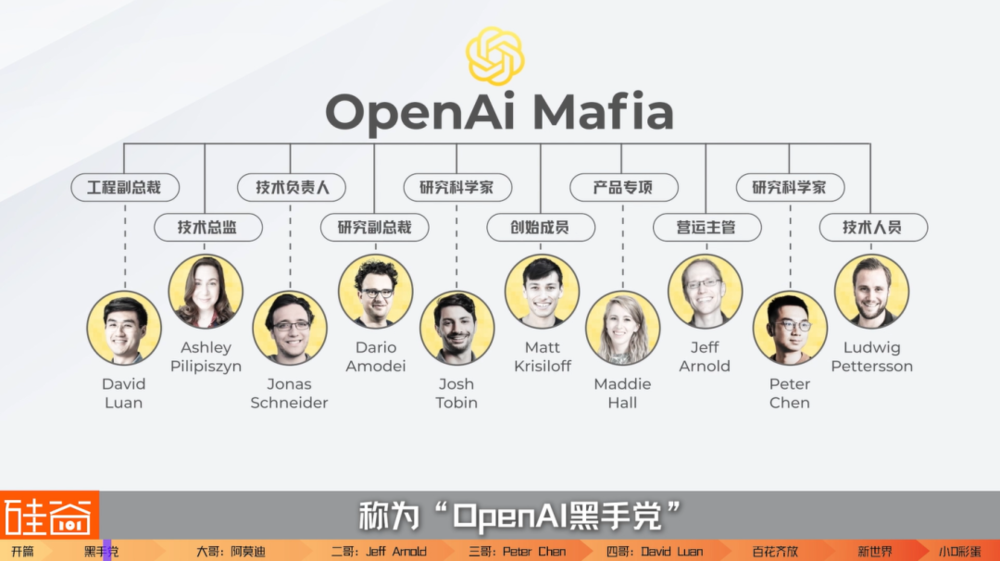 OpenAi Mafia
工程副总裁
技术负责人
研究科学家
产品专项
研究科学家
技术总监
研究副总裁
创始成员
营运主管
技术人员
David
Luan
Ashley
Pilipiszyn
Jonas
Schneider
Dario
Amodei
Josh
Tobin
Matt
Krisiloff
Maddie
Hall
Jeff
Arnold
Peter
Chen
Ludwig
Pettersson
硅谷
101
称为“OpenAI黑手党”
开篇
黑手党
大哥：阿莫迪
二哥：Jeff Arnold
三哥：Peter Chen
四哥：David Luan
百花齐放
新世界
小D彩蛋